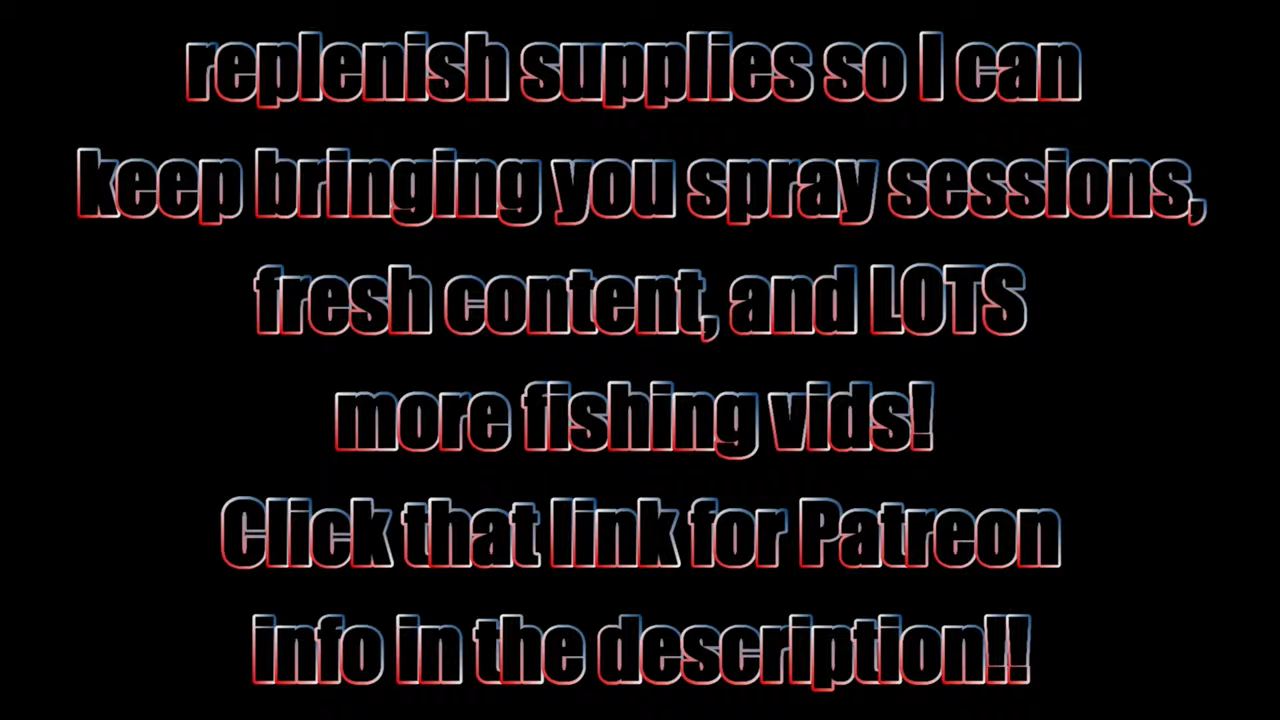 replenish supplies so I can
keep bringing you spray sessions,
fresh content, and LOTS
more fishing vids!
Click that link for Patreon
info in the description!!